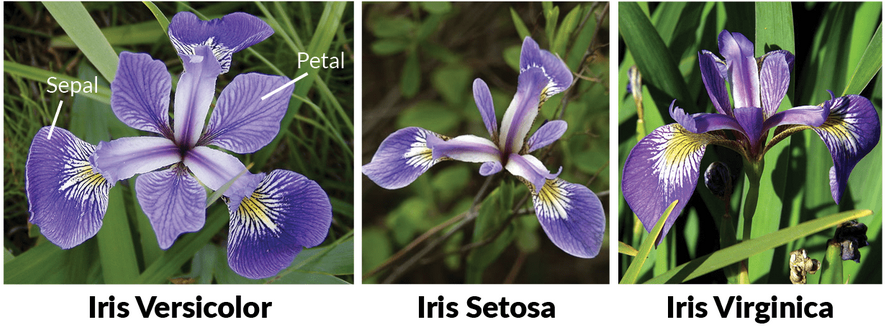 Sepal
Petal
Iris Versicolor
Iris Setosa
Iris Virginica